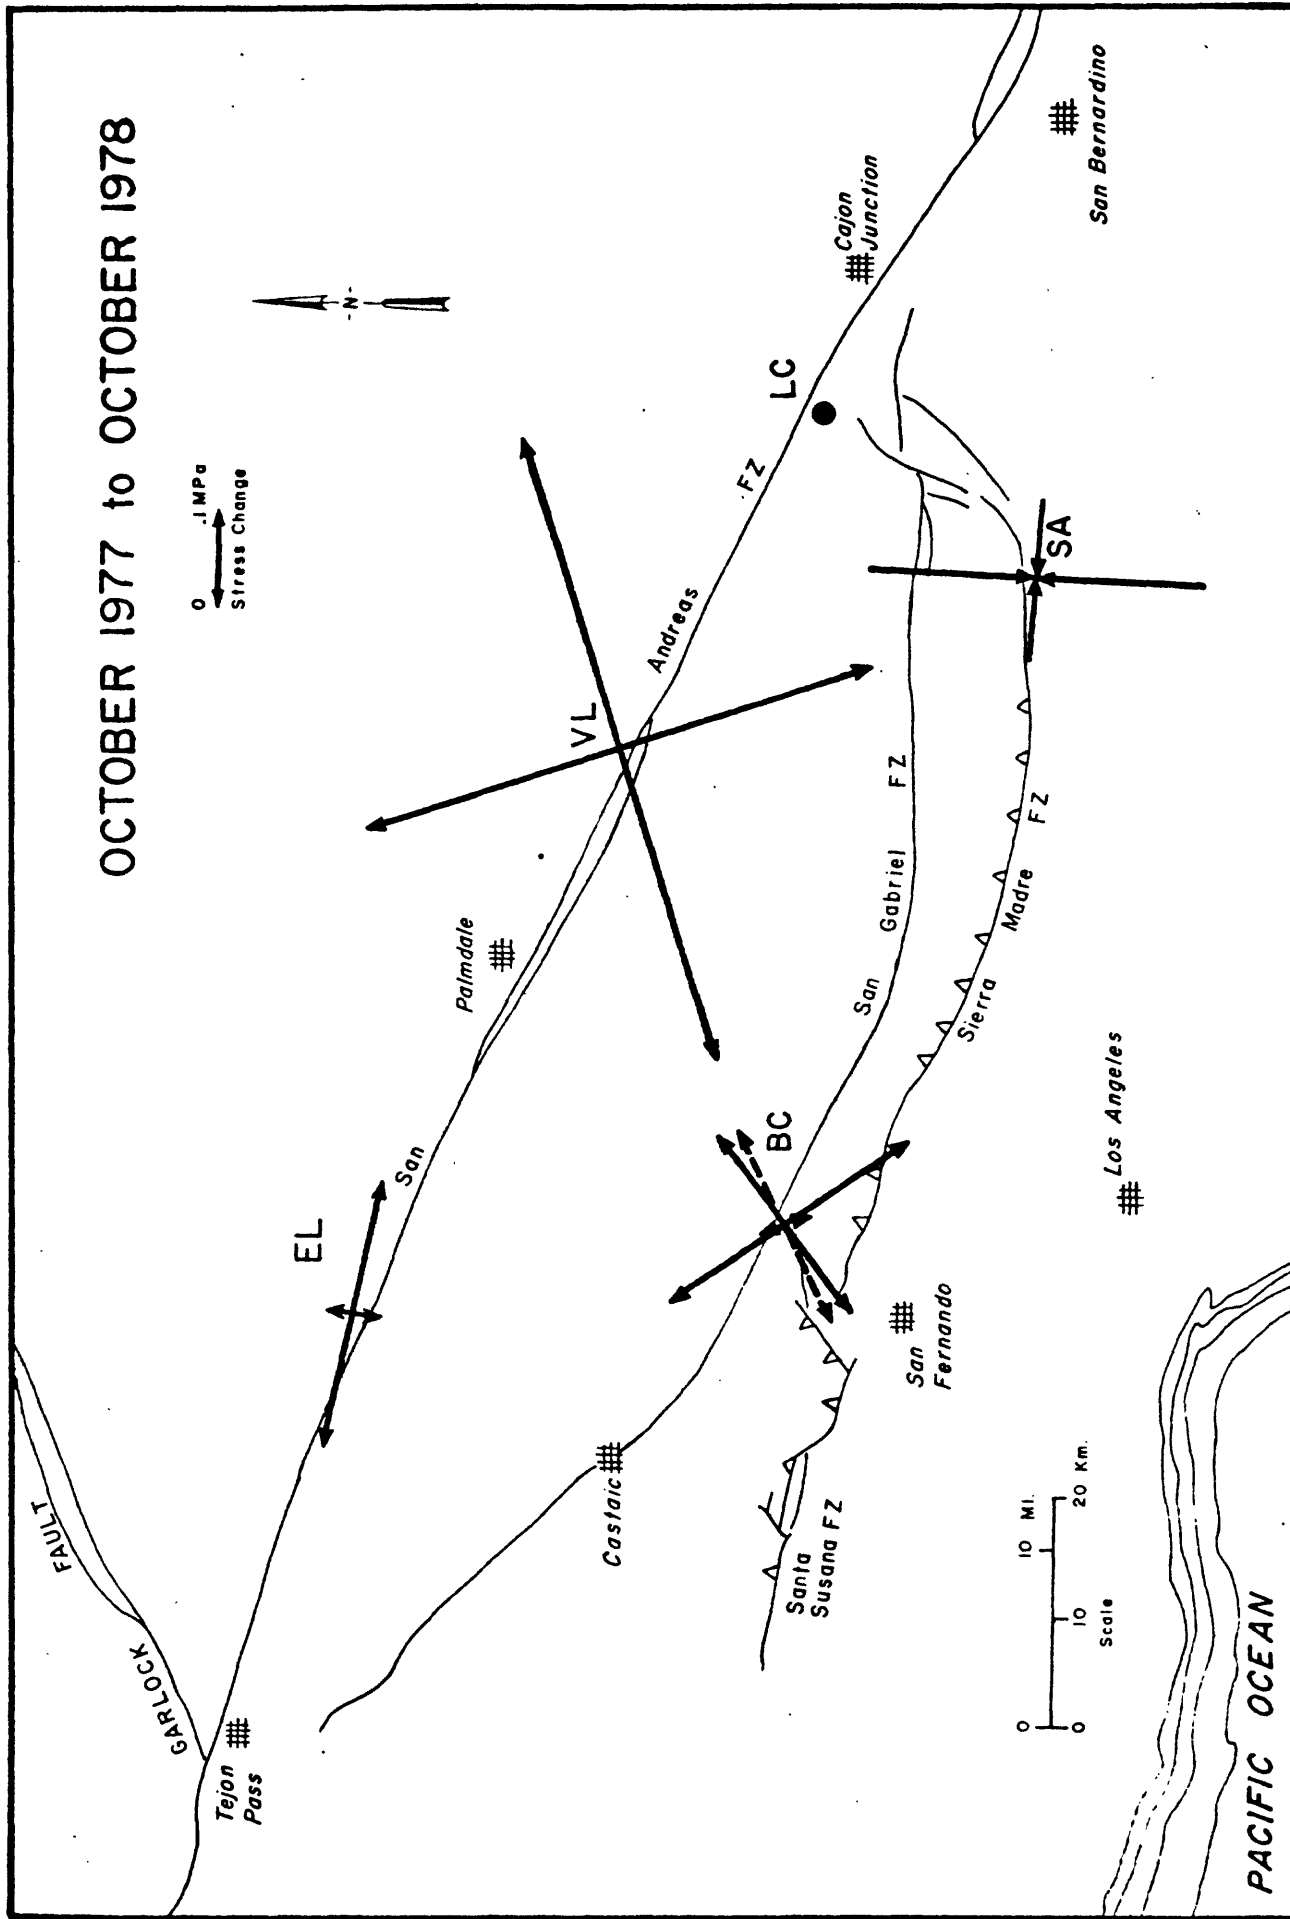 OCTOBER 1977 to OCTOBER 1978
0 .1 MPa
Stress Change
-N-
FAULT
GARLOCK
Tejon
Pass
EL
San
Palmdale
VL
Andreas
FZ
LC
Cajon
Junction
San Bernardino
Castaic
BC
San
Gabriel
FZ
SA
Sierra
Madre
FZ
Santa
Susana FZ
San
Fernando
Los Angeles
0 10 MI.
0 10 20 Km.
Scale
PACIFIC OCEAN